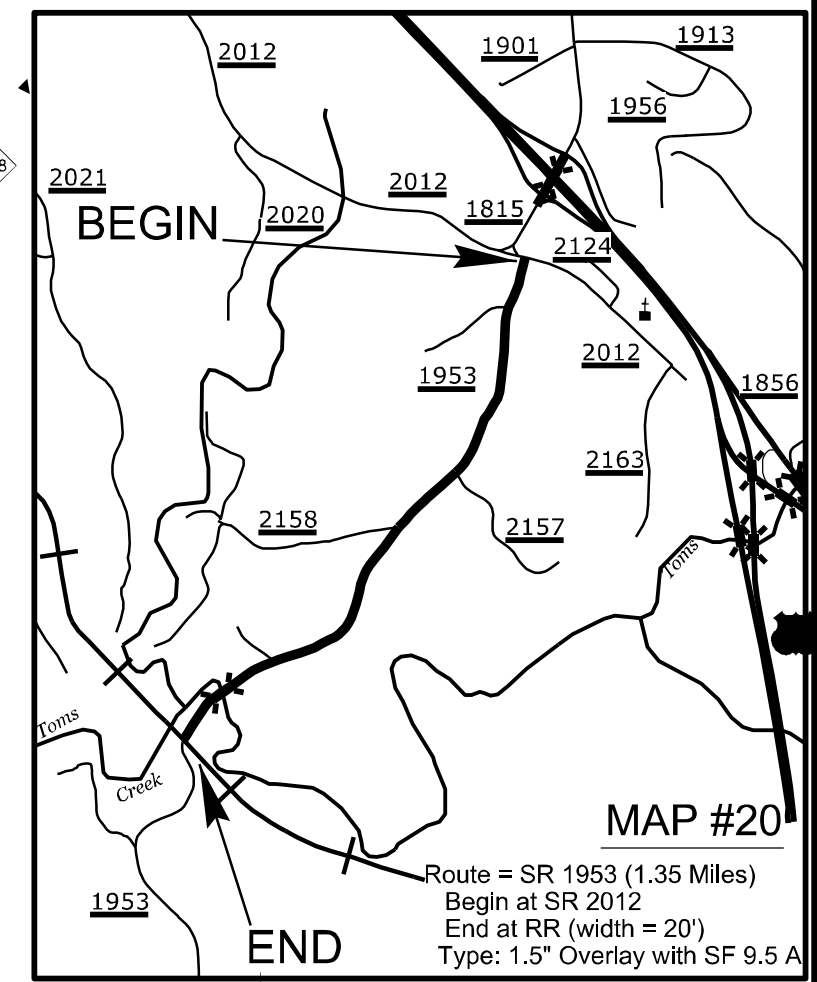 2012
1901
1913
1956
8
2021
2012
2020
1815
BEGIN
2124
2012
1953
1856
2163
2158
2157
Toms
Toms
Creek
MAP #20
Route = SR 1953 (1.35 Miles)
Begin at SR 2012
1953
End at RR (width = 20')
END
Type: 1.5" Overlay with SF 9.5 A